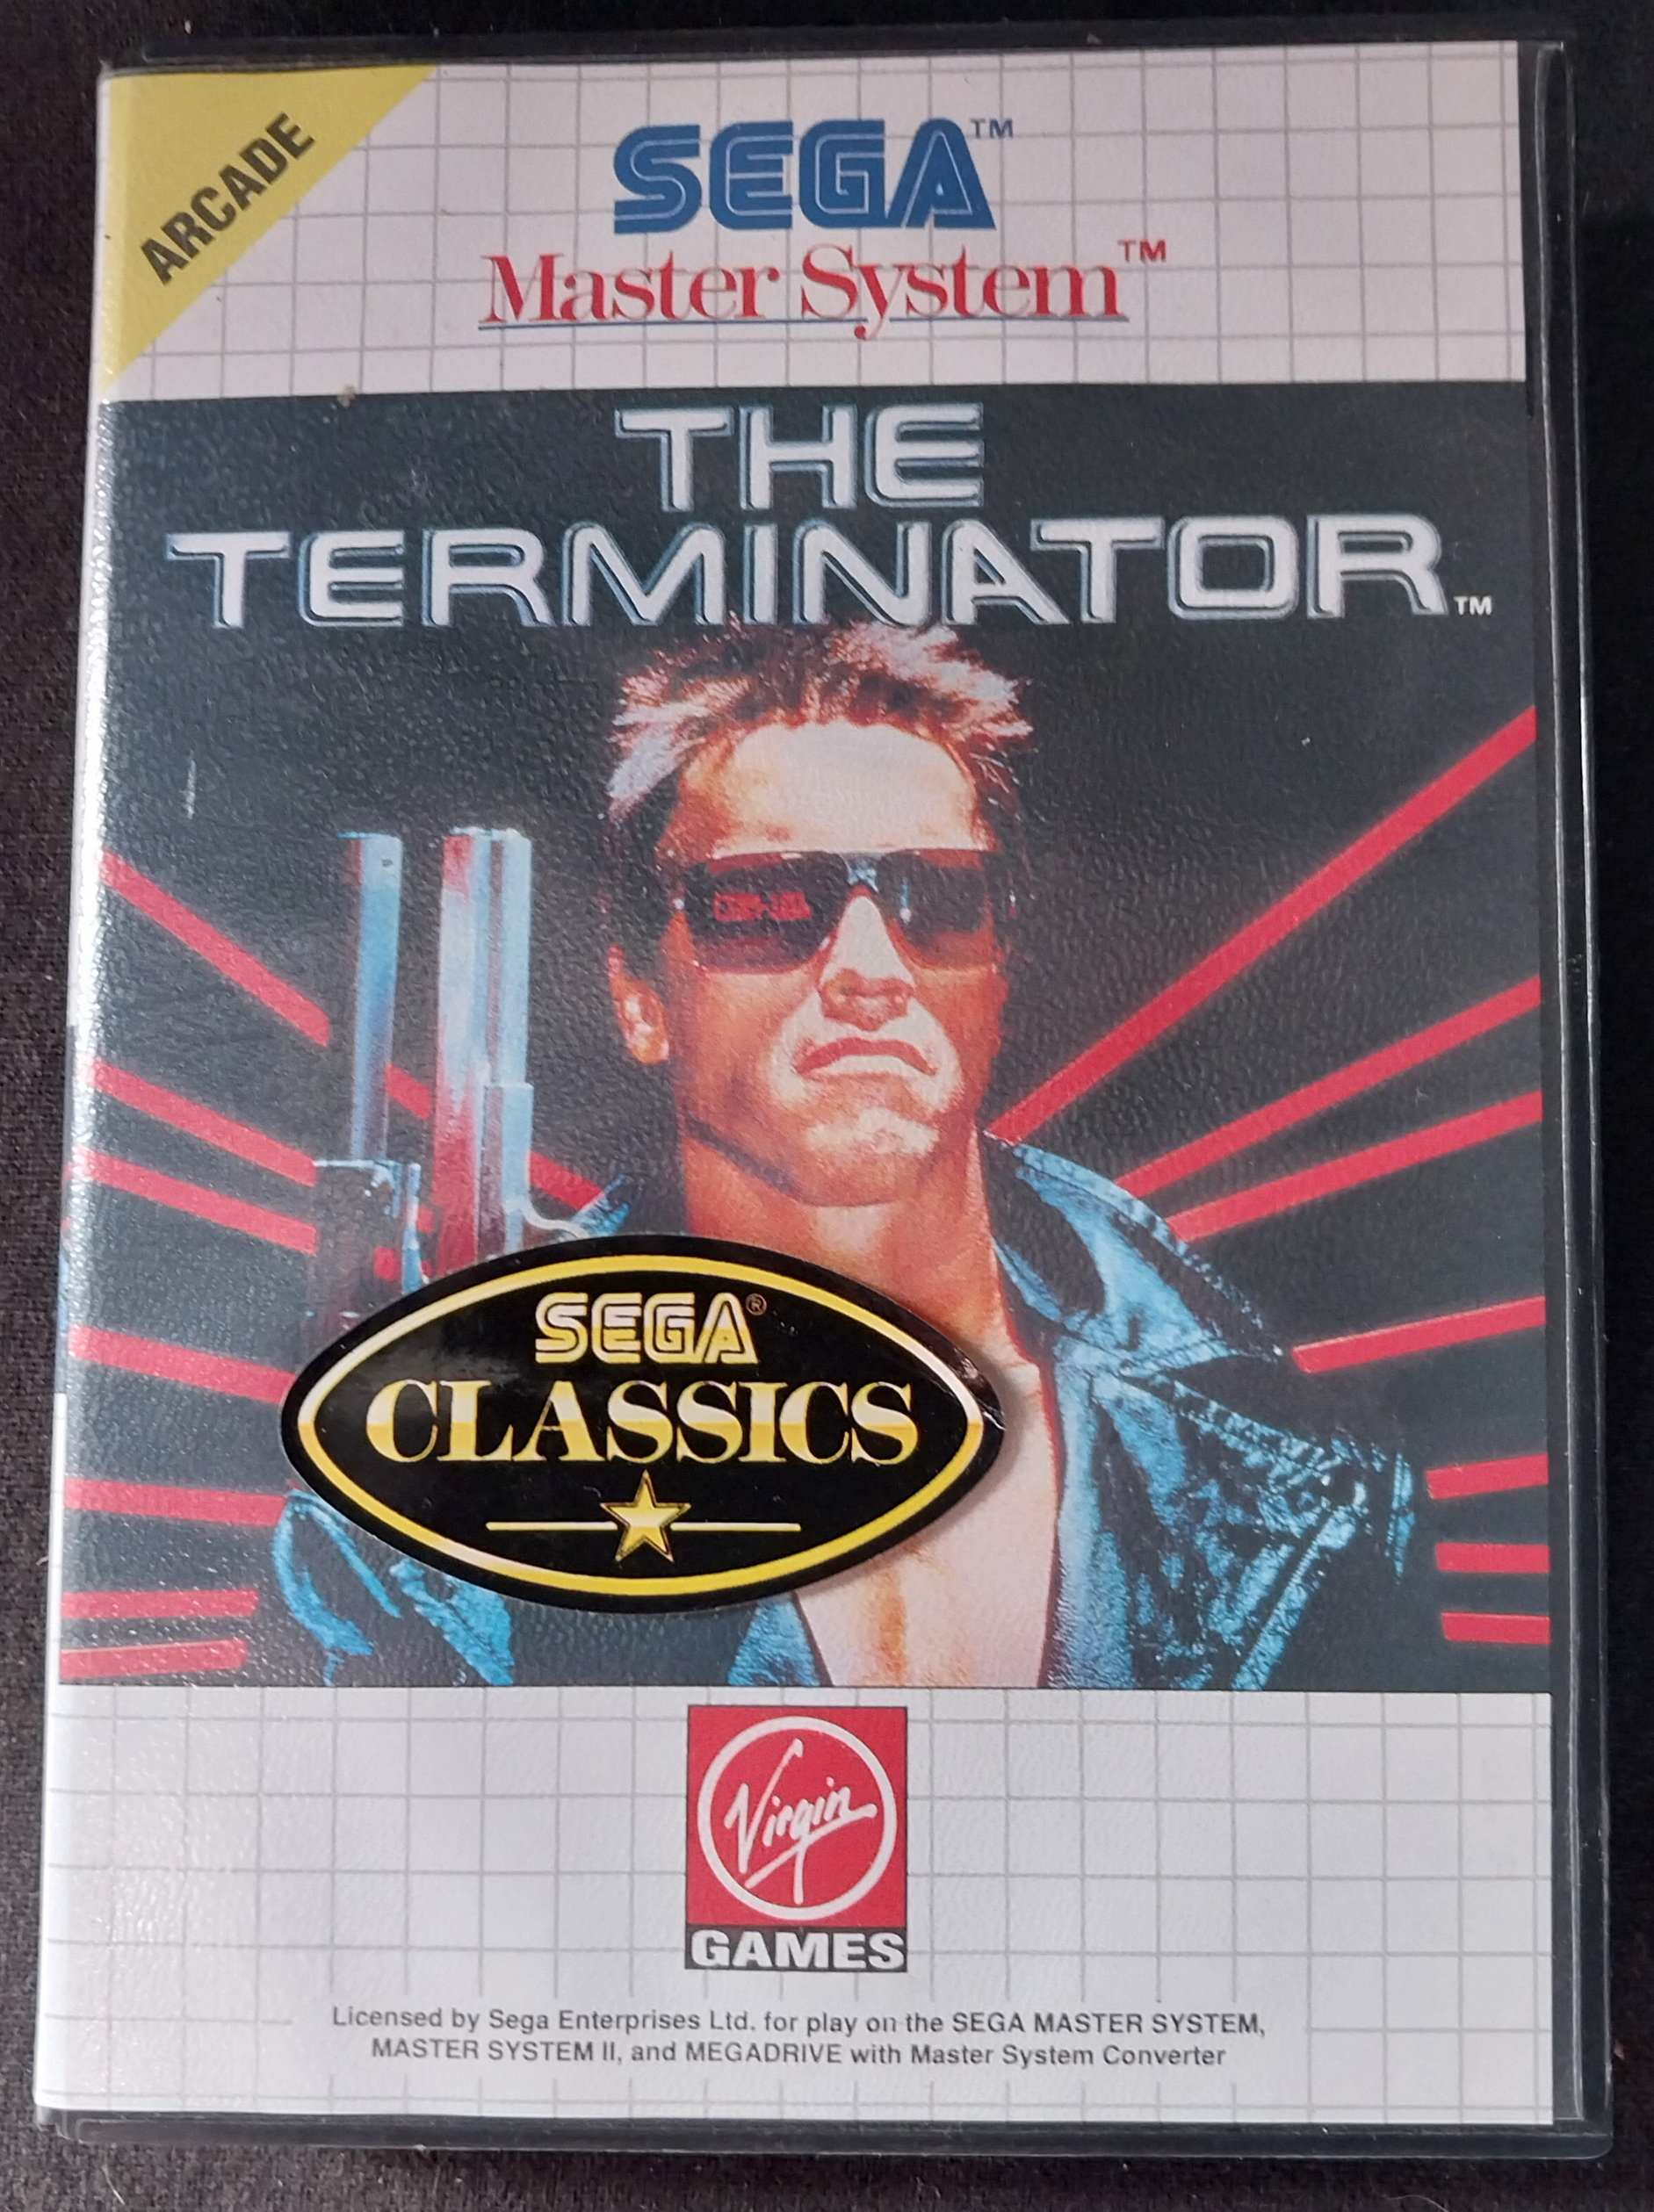 ARCADE
SEGA™
Master System™
THE
TERMINATOR™
SEGA®
CLASSICS
Virgin
GAMES
Licensed by Sega Enterprises Ltd. for play on the SEGA MASTER SYSTEM,
MASTER SYSTEM II, and MEGADRIVE with Master System Converter